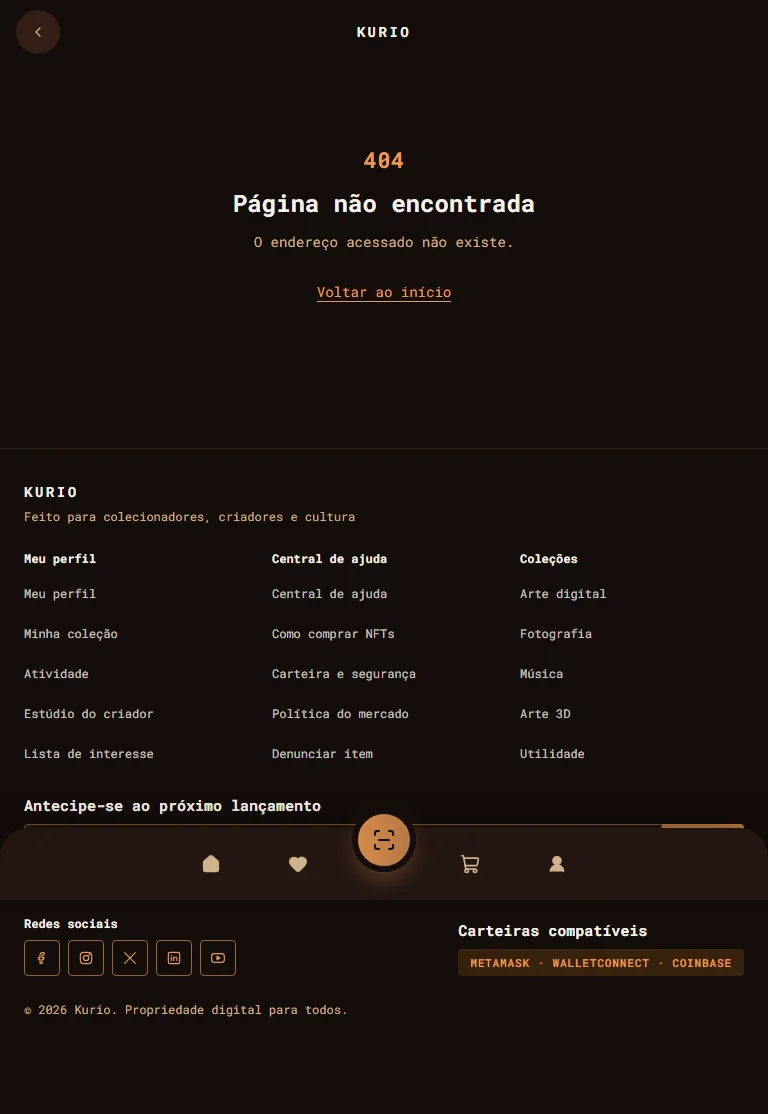 KURIO
404
Página não encontrada
O endereço acessado não existe.
Voltar ao início
KURIO
Feito para colecionadores, criadores e cultura
Meu perfil
Meu perfil
Minha coleção
Atividade
Estúdio do criador
Lista de interesse
Central de ajuda
Central de ajuda
Como comprar NFTs
Carteira e segurança
Política do mercado
Denunciar item
Coleções
Arte digital
Fotografia
Música
Arte 3D
Utilidade
Antecipe-se ao próximo lançamento
Redes sociais
Carteiras compatíveis
METAMASK · WALLETCONNECT · COINBASE
© 2026 Kurio. Propriedade digital para todos.